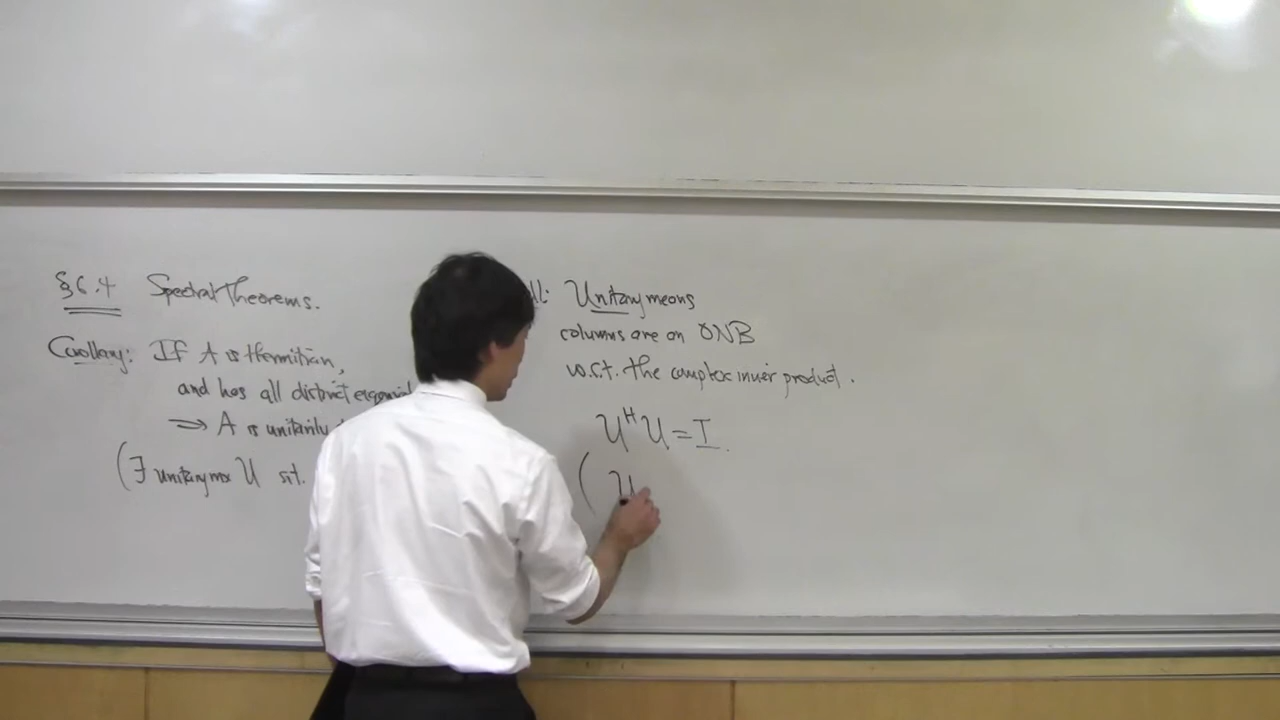 §6.4 Spectral Theorems.
Corollary: If A is Hermitian,
and has all distinct
⇒ A is unitarily
(∃ unitary mx U s.t.
ll: Unitary means
columns are an ONB
w.r.t. the complex inner product.
U^H U = I.
( U